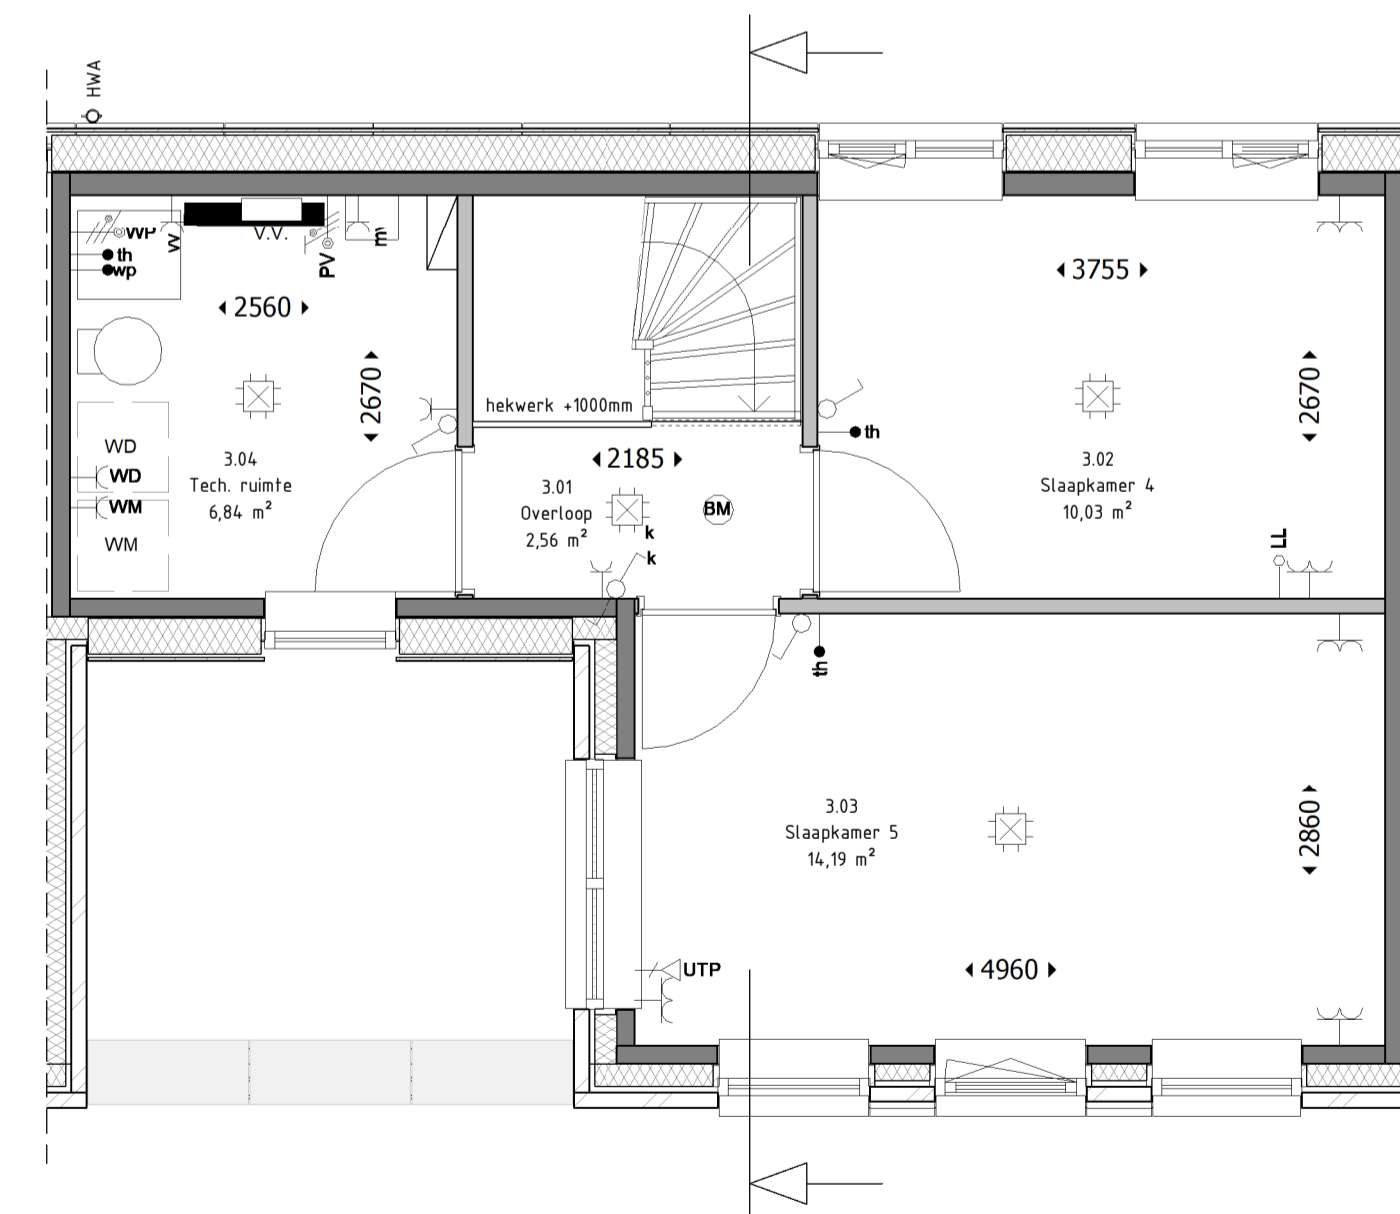 HWA
WP
th
wp
V.V.
PV
2560
2670
WD
WD
WM
WM
3.04
Tech. ruimte
6,84 m²
hekwerk +1000mm
2185
3.01
Overloop
2,56 m²
k
k
BM
3755
2670
th
3.02
Slaapkamer 4
10,03 m²
LL
th
3.03
Slaapkamer 5
14,19 m²
2860
UTP
4960